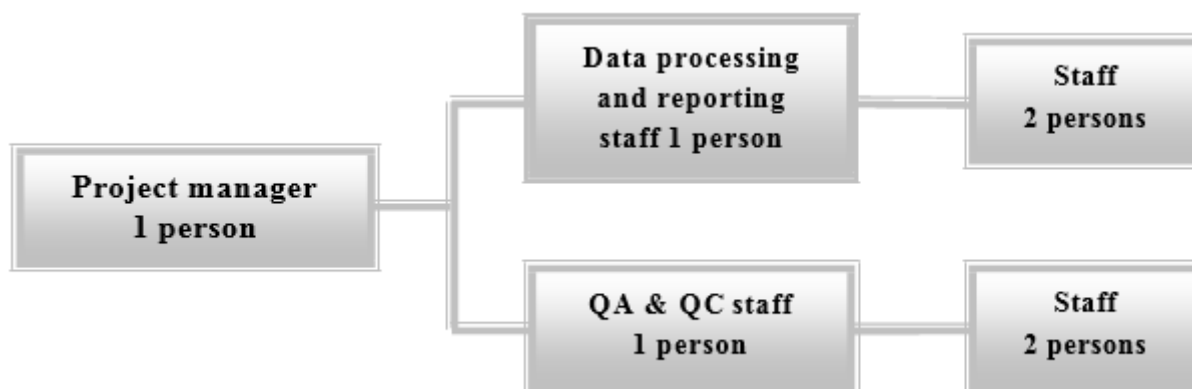 Data processing
and reporting
staff 1 person
Staff
2 persons
Project manager
1 person
QA & QC staff
1 person
Staff
2 persons